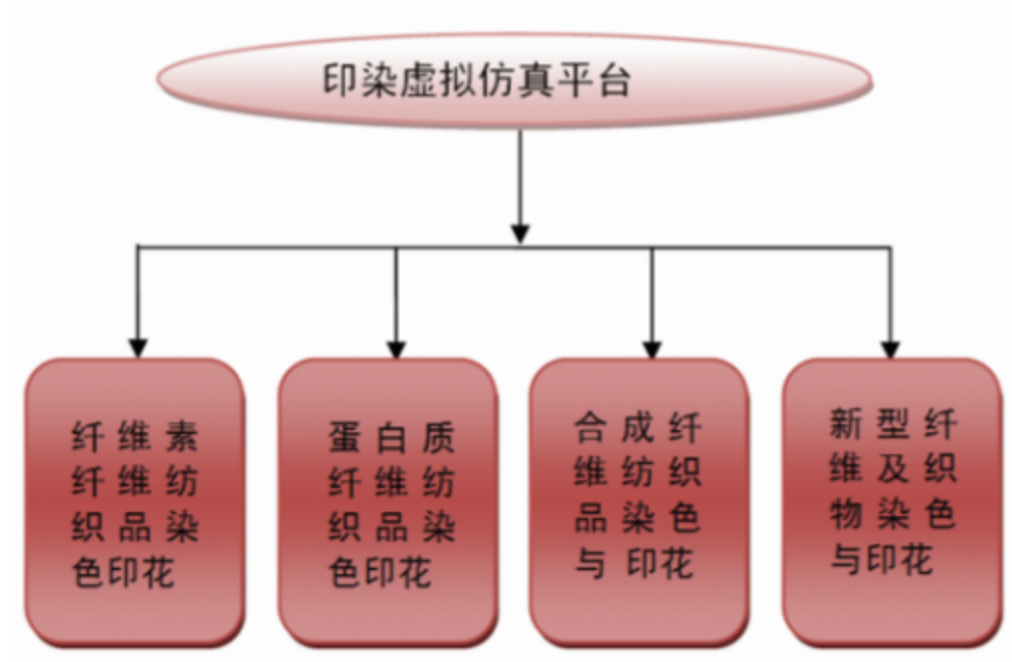 印染虚拟仿真平台
纤维素
纤维纺
织品染
色印花
蛋白质
纤维纺
织品染
色印花
合成纤
维纺织
品染色
与 印花
新型纤
维及织
物染色
与印花